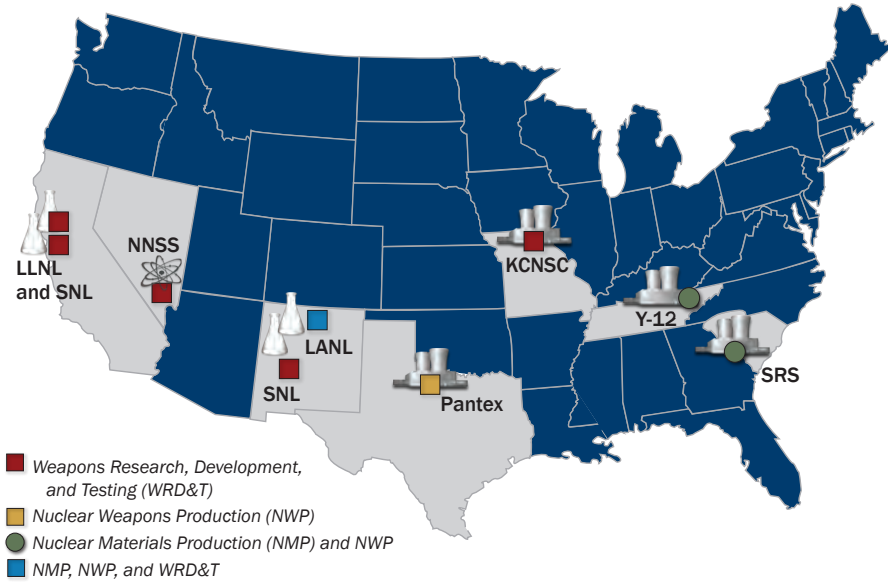 NNSS
LLNL
and SNL
KCNSC
Y-12
LANL
SNL
SRS
Pantex
Weapons Research, Development,
and Testing (WRD&T)
Nuclear Weapons Production (NWP)
Nuclear Materials Production (NMP) and NWP
NMP, NWP, and WRD&T